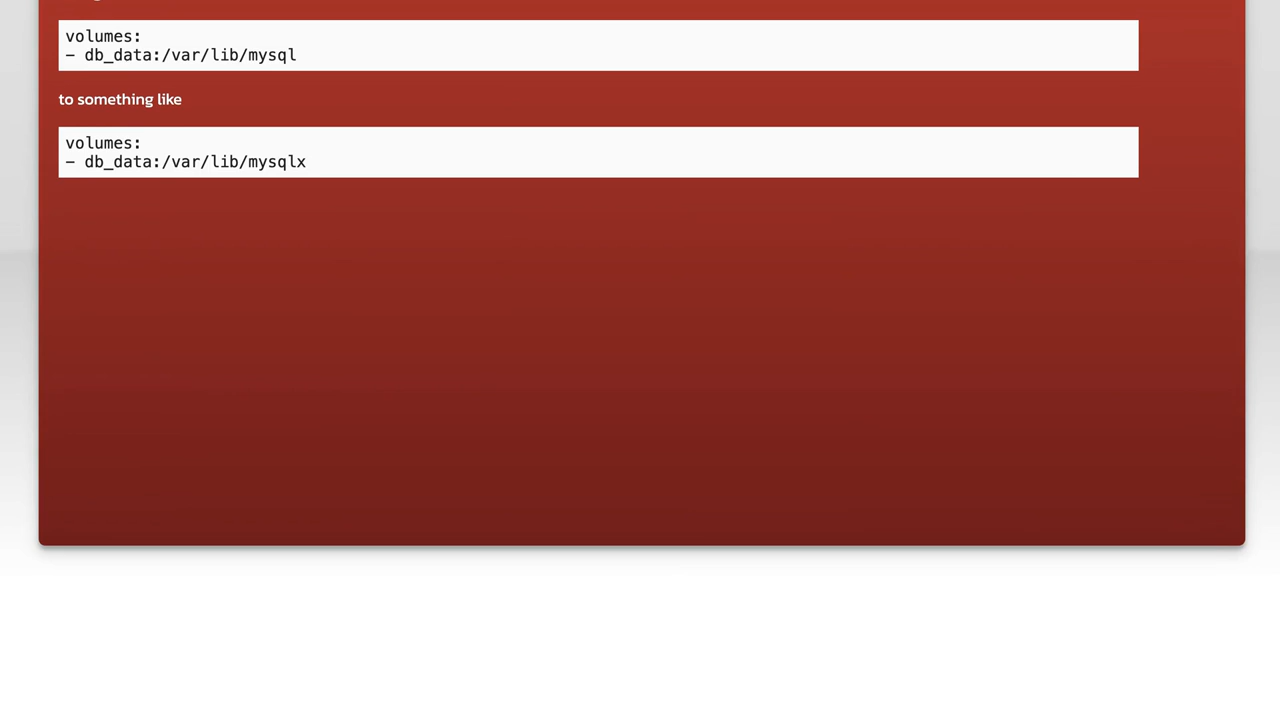 volumes:
- db_data:/var/lib/mysql
to something like
volumes:
- db_data:/var/lib/mysqlx